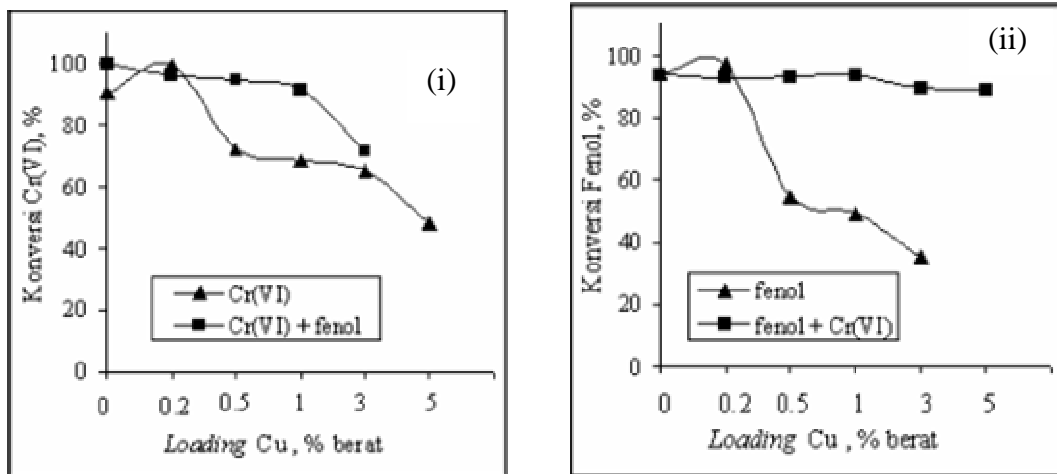 (i)
Konversi Cr(VI), %
100
80
60
40
20
0
Cr(VI)
Cr(VI) + fenol
0 0.2 0.5 1 3 5
Loading Cu , % berat
(ii)
Konversi Fenol, %
100
80
60
40
20
0
fenol
fenol + Cr(VI)
0 0.2 0.5 1 3 5
Loading Cu , % berat